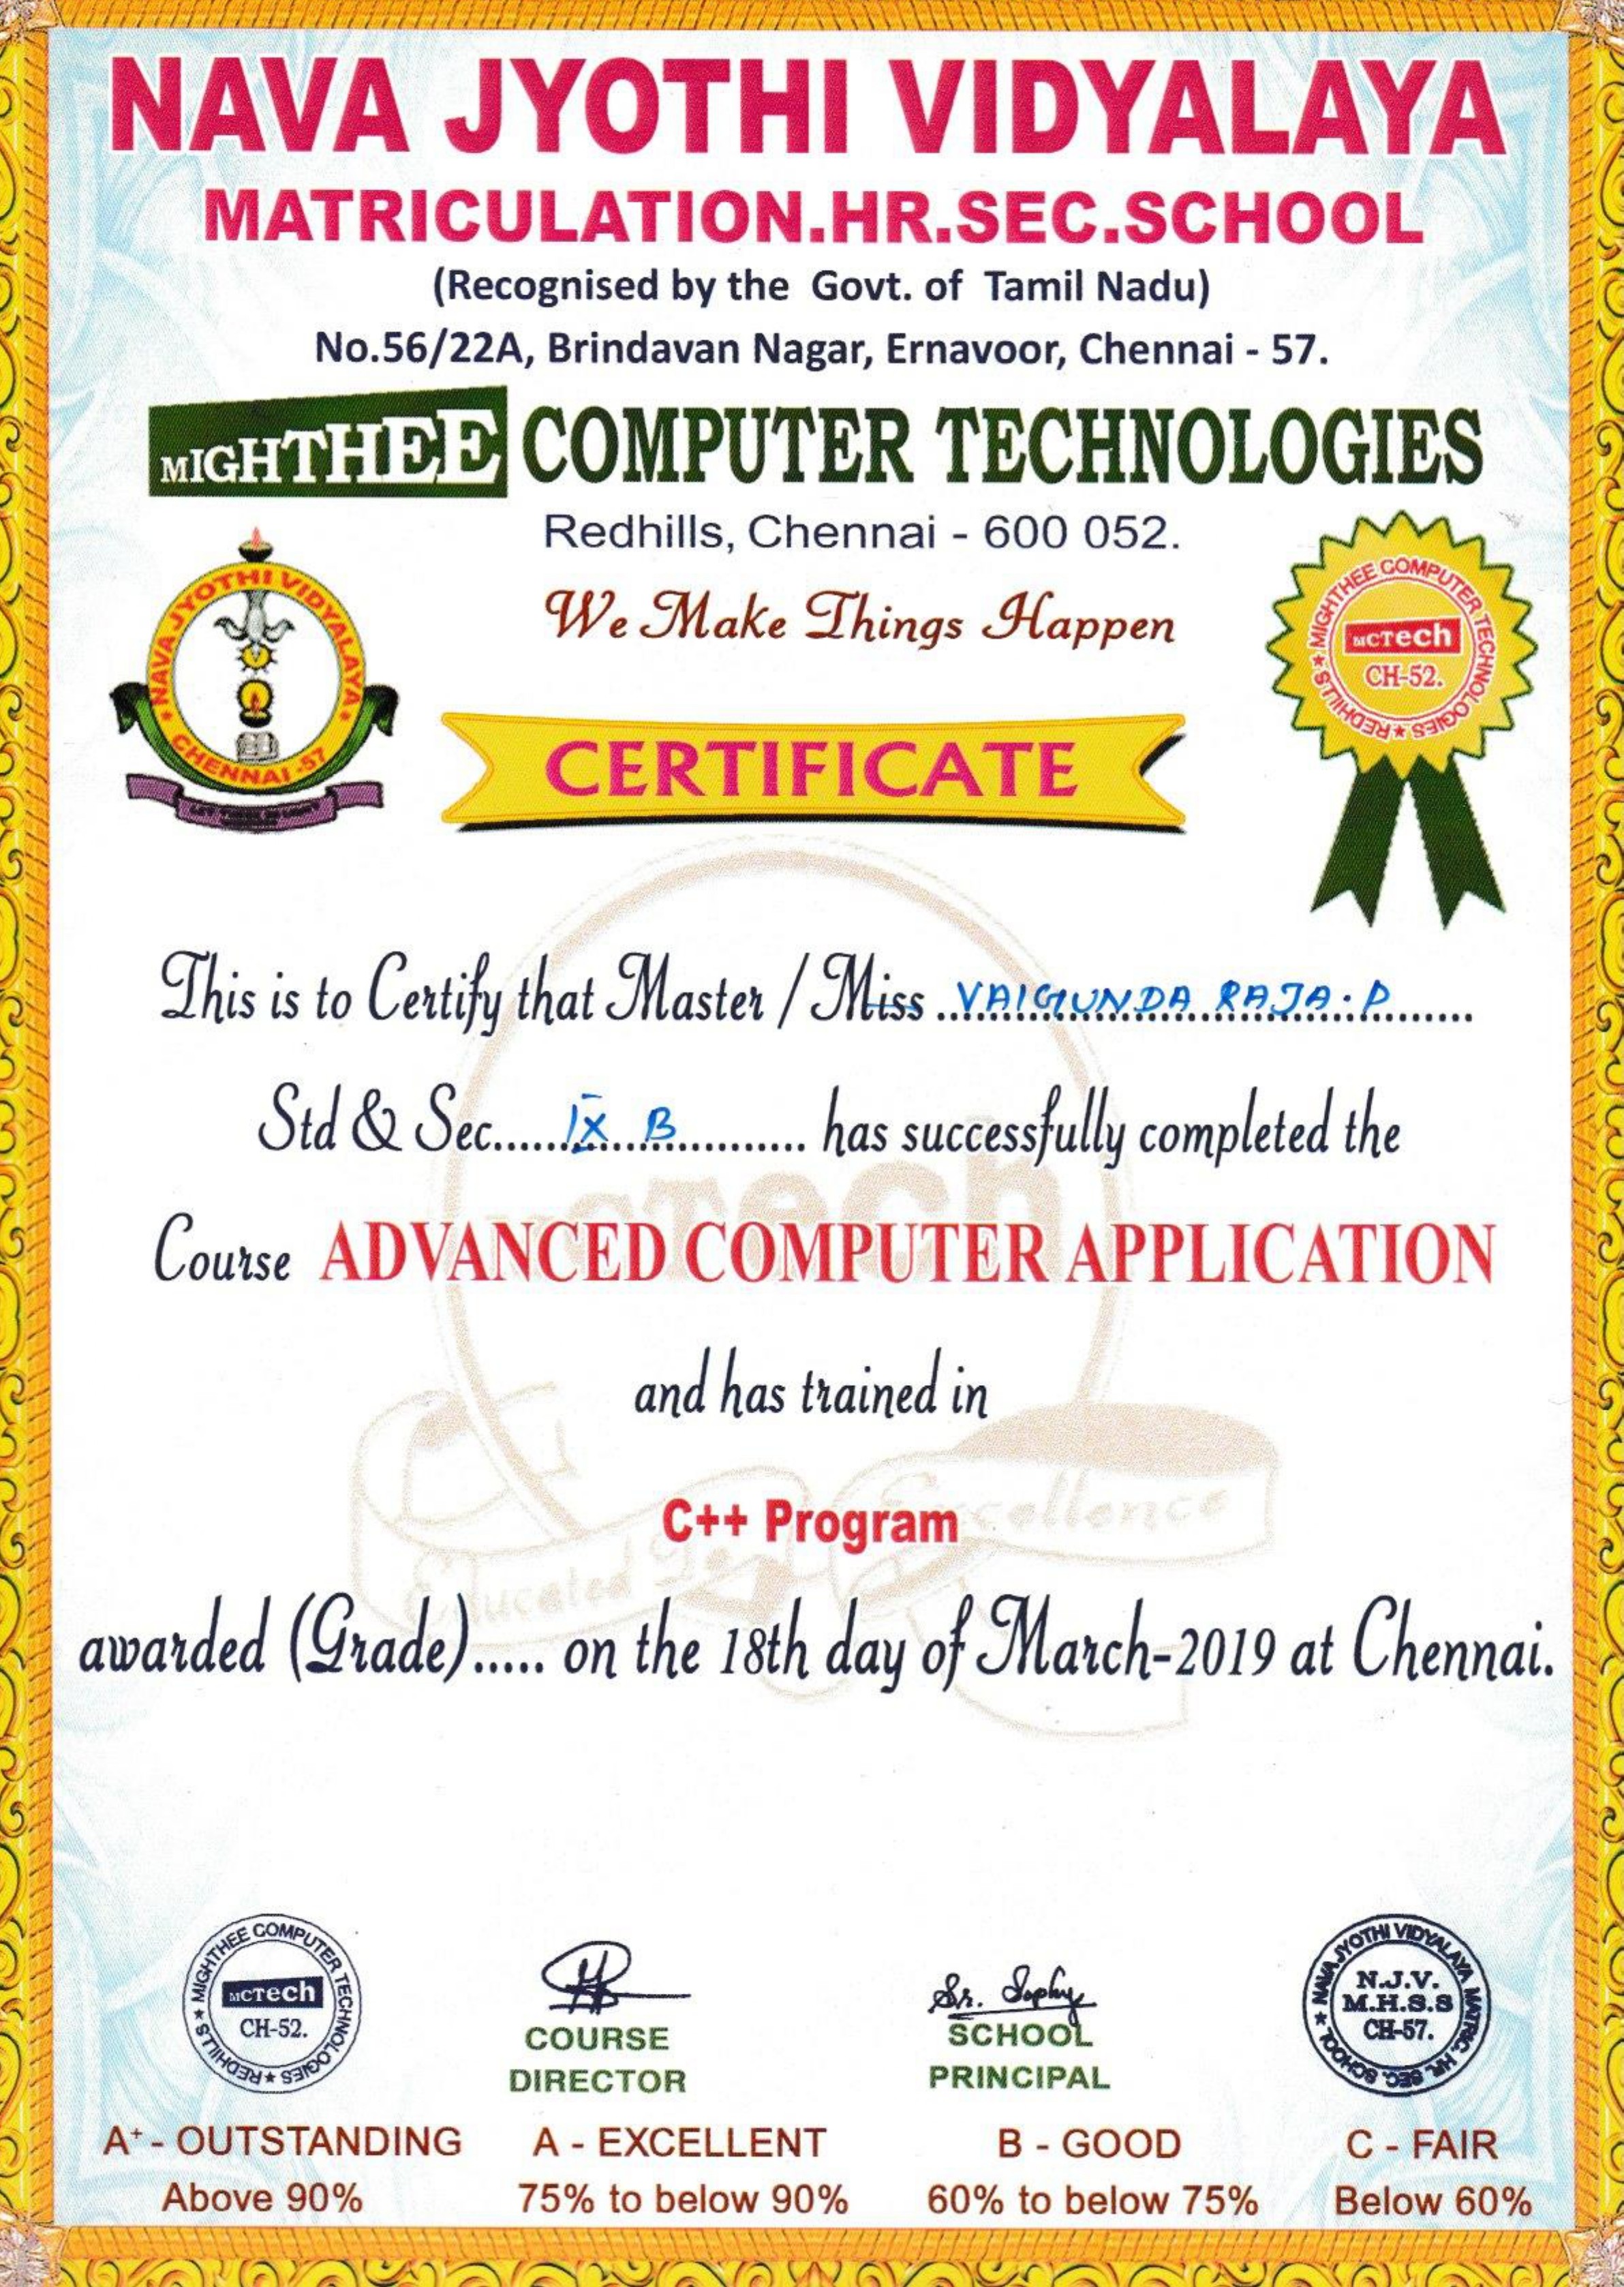 NAVA JYOTHI VIDYALAYA
MATRICULATION.HR.SEC.SCHOOL
(Recognised by the Govt. of Tamil Nadu)
No.56/22A, Brindavan Nagar, Ernavoor, Chennai - 57.
MIGHTHEE COMPUTER TECHNOLOGIES
Redhills, Chennai - 600 052.
We Make Things Happen
NAVA JYOTHI VIDYALAYA
CHENNAI -57
MIGHTHEE COMPUTER TECHNOLOGIES ★ REDHILLS ★
MCTech
CH-52.
CERTIFICATE
This is to Certify that Master / Miss ..VAIGUNDA RAJA.P..........
Std & Sec......IX B.......... has successfully completed the
Course ADVANCED COMPUTER APPLICATION
and has trained in
C++ Program
awarded (Grade)..... on the 18th day of March-2019 at Chennai.
MCTech
Educated To Excellence
MIGHTHEE COMPUTER TECHNOLOGIES ★ REDHILLS ★
MCTech
CH-52.
Sr. Sophy
COURSE
DIRECTOR
SCHOOL
PRINCIPAL
NAVA JYOTHI VIDYALAYA MATRIC. HR. SEC. SCHOOL ★
N.J.V.
M.H.S.S
CH-57.
A+ - OUTSTANDING A - EXCELLENT B - GOOD C - FAIR
Above 90% 75% to below 90% 60% to below 75% Below 60%